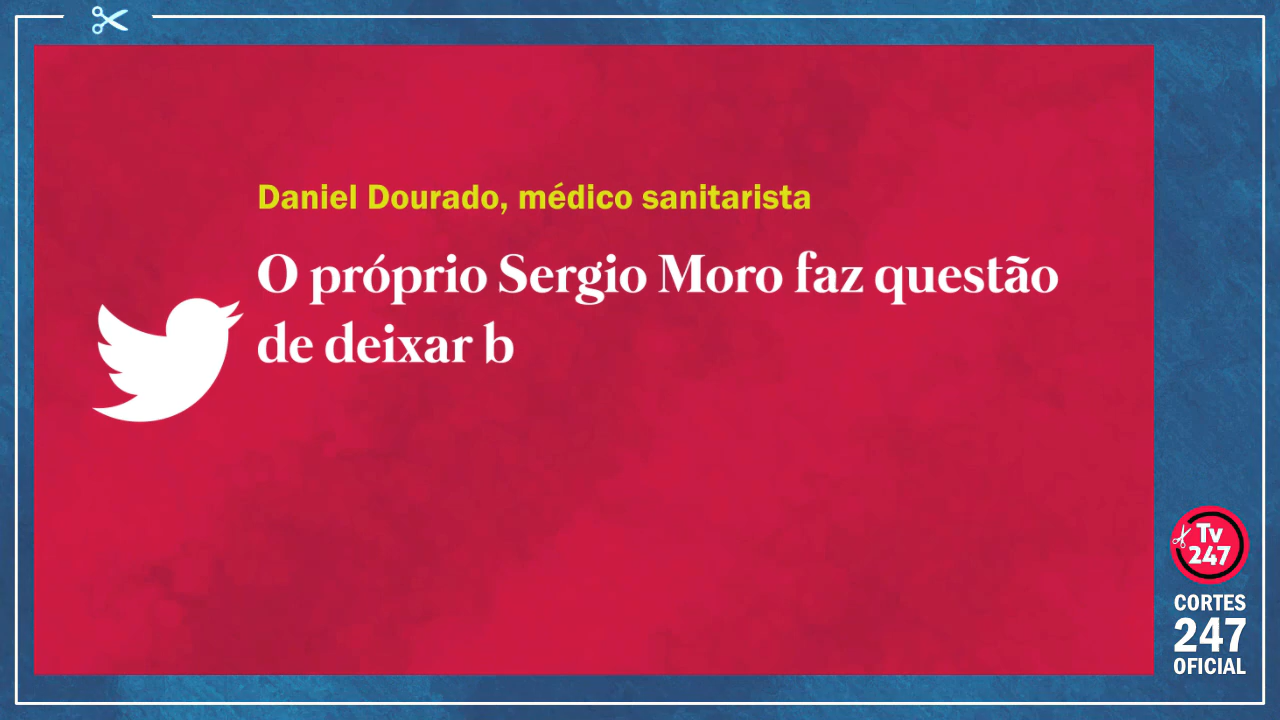 Daniel Dourado, médico sanitarista
O próprio Sergio Moro faz questão
de deixar b
Tv
247
CORTES
247
OFICIAL